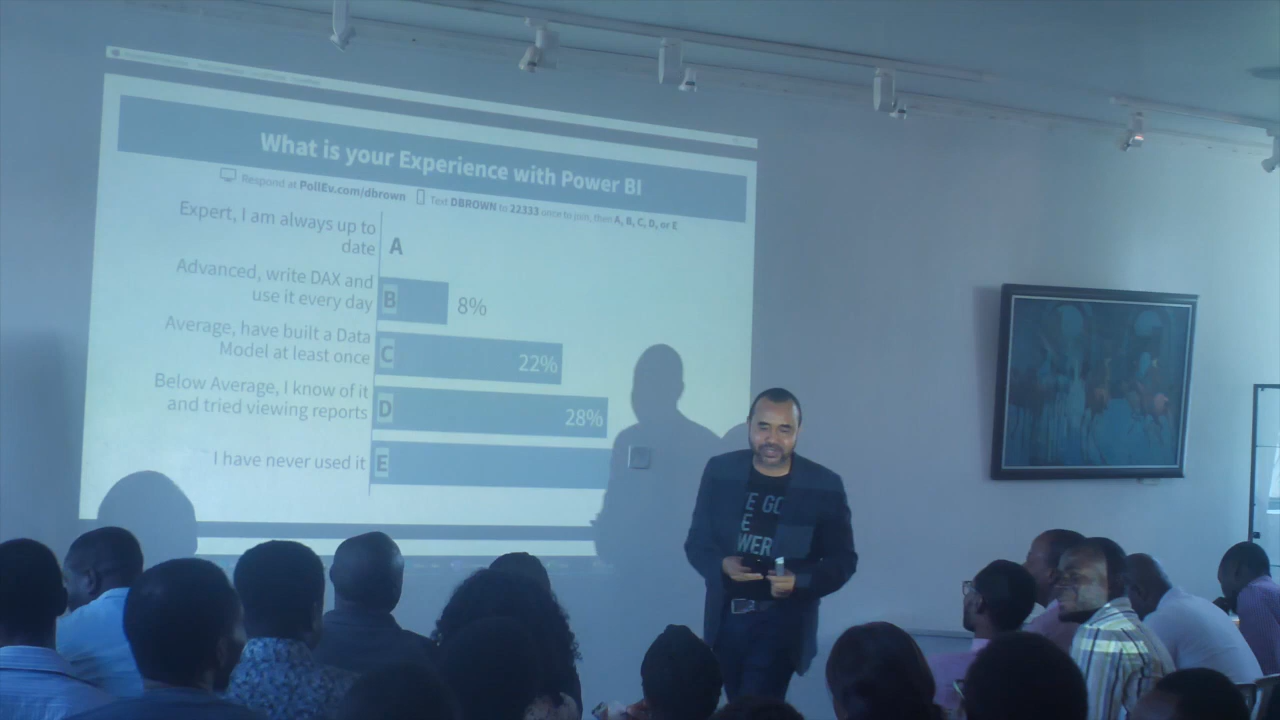 What is your Experience with Power BI
Respond at PollEv.com/dbrown Text DBROWN to 22333 once to join, then A, B, C, D, or E
Expert, I am always up to
date A
Advanced, write DAX and
use it every day B 8%
Average, have built a Data
Model at least once C 22%
Below Average, I know of it
and tried viewing reports D 28%
I have never used it E